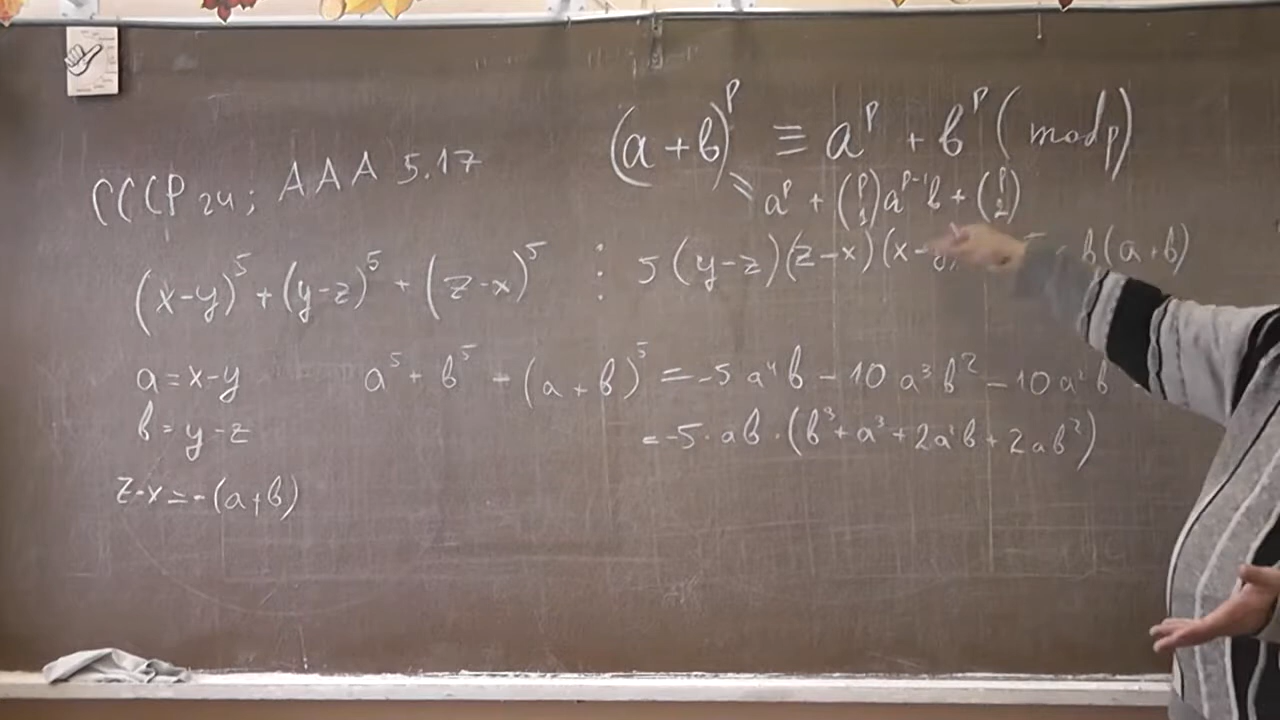 (a+b)^p ≡ a^p + b^p (mod p)
СССР 24; ААА 5.17
= a^p + (p 1)a^{p-1}b + (p 2)
(x-y)^5 + (y-z)^5 + (z-x)^5 ⋮ 5(y-z)(z-x)(x-y) b(a+b)
a=x-y
a^5 + b^5 - (a+b)^5 = -5a^4b - 10a^3b^2 - 10a^2b
b=y-z
= -5·ab·(b^3+a^3+2a^2b+2ab^2)
z-x=-(a+b)